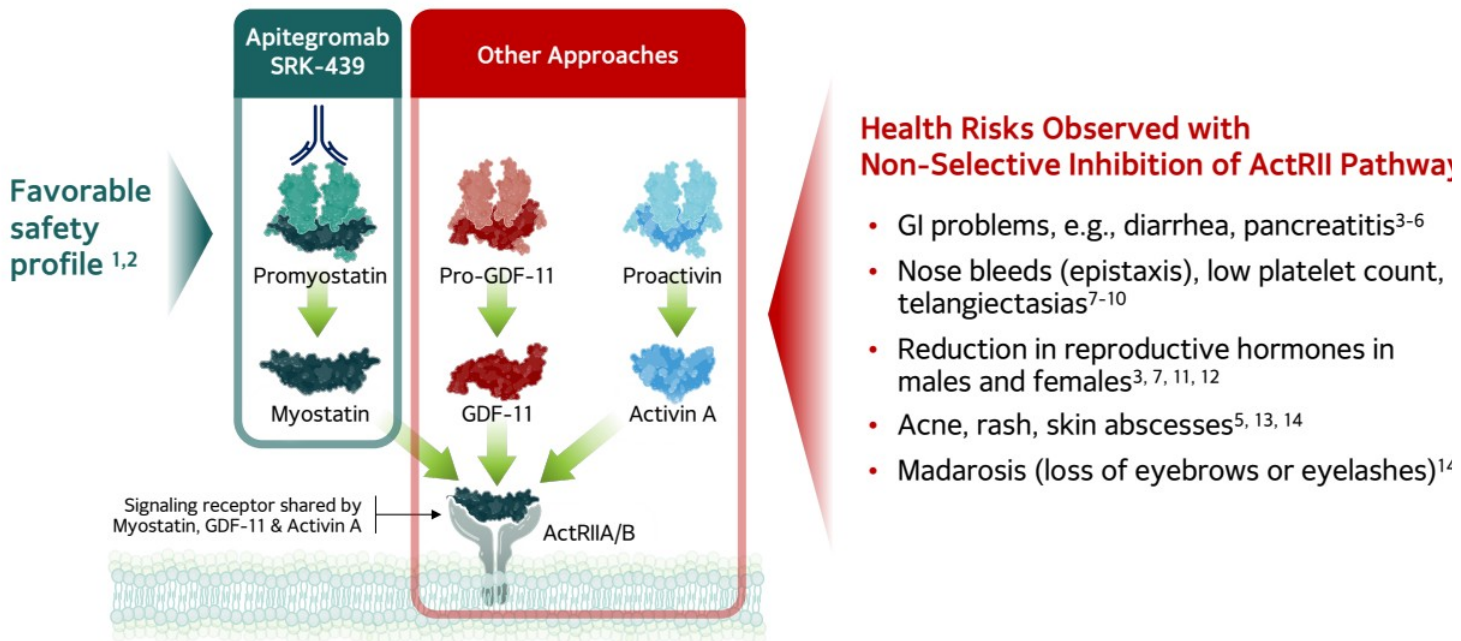 Apitegromab
SRK-439
Other Approaches
Favorable
safety
profile 1,2
Promyostatin
Pro-GDF-11
Proactivin
Myostatin
GDF-11
Activin A
Signaling receptor shared by
Myostatin, GDF-11 & Activin A
ActRIIA/B
Health Risks Observed with
Non-Selective Inhibition of ActRII Pathway
• GI problems, e.g., diarrhea, pancreatitis3-6
• Nose bleeds (epistaxis), low platelet count,
telangiectasias7-10
• Reduction in reproductive hormones in
males and females3, 7, 11, 12
• Acne, rash, skin abscesses5, 13, 14
• Madarosis (loss of eyebrows or eyelashes)14